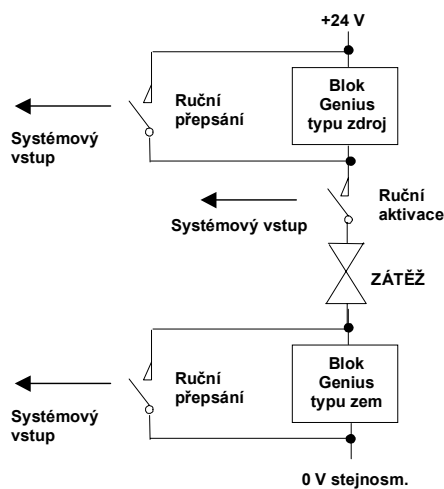 +24 V
Blok
Genius
typu zdroj
Ruční
přepsání
Systémový
vstup
Ruční
aktivace
Systémový vstup
ZÁTĚŽ
Blok
Genius
typu zem
Ruční
přepsání
Systémový
vstup
0 V stejnosm.